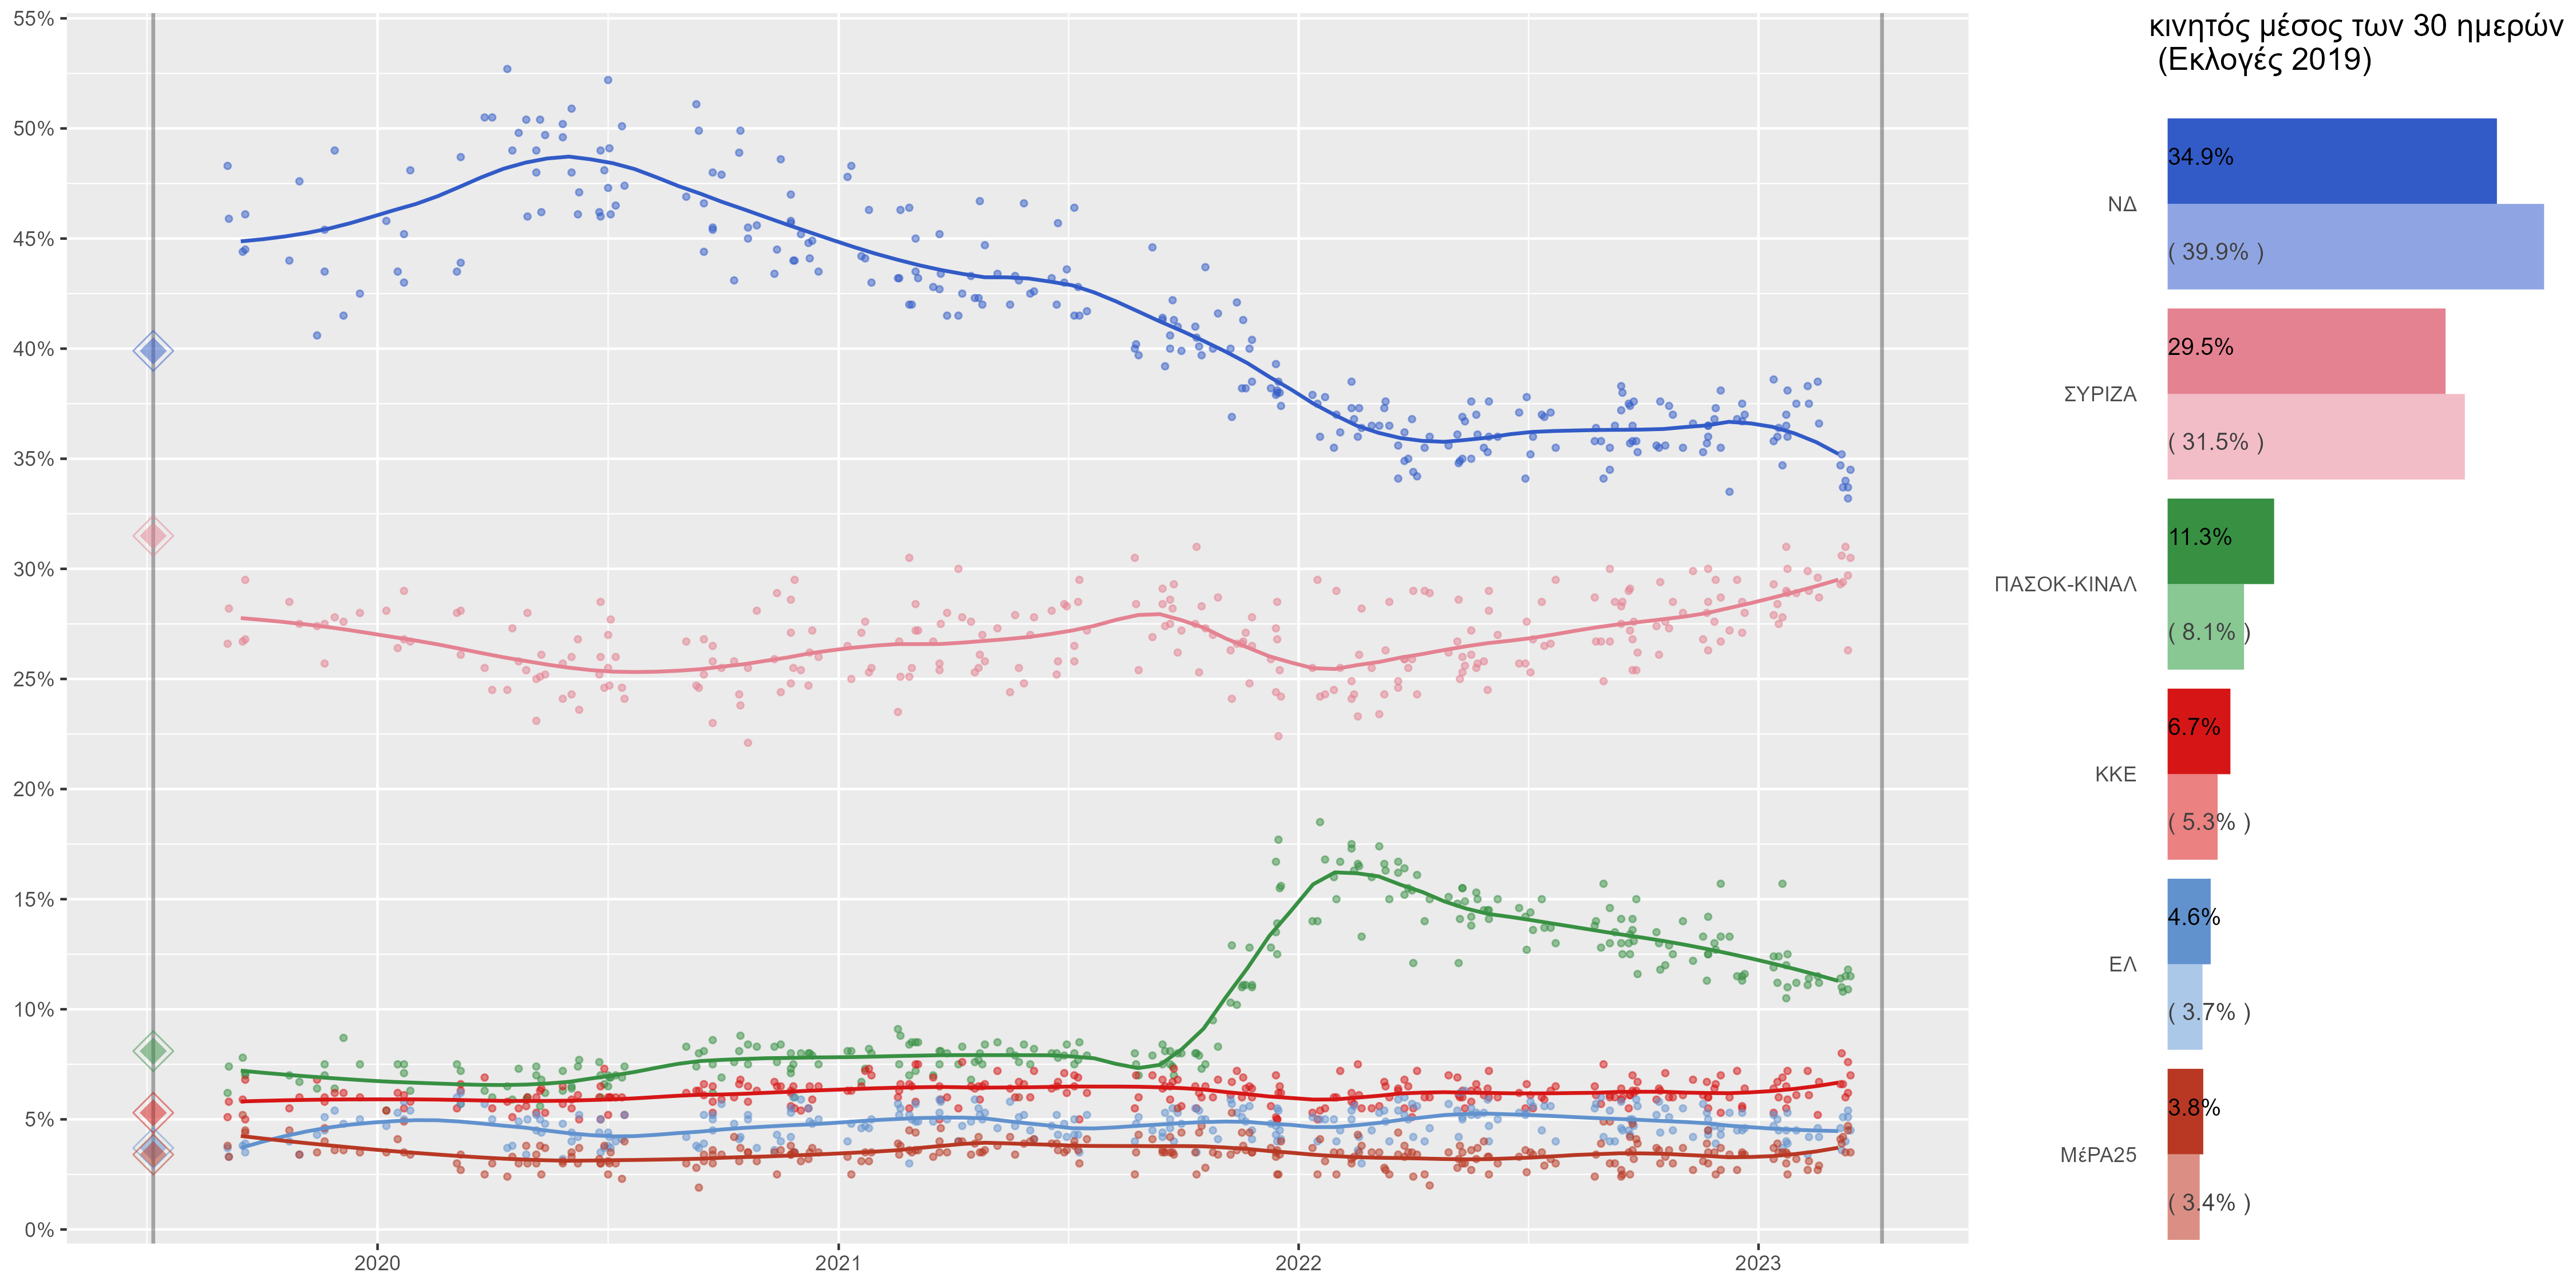 κινητός μέσος των 30 ημερών
(Εκλογές 2019)
55%
50%
45%
40%
35%
30%
25%
20%
15%
10%
5%
0%
2020
2021
2022
2023
ΝΔ
34.9%
( 39.9% )
ΣΥΡΙΖΑ
29.5%
( 31.5% )
ΠΑΣΟΚ-ΚΙΝΑΛ
11.3%
( 8.1% )
ΚΚΕ
6.7%
( 5.3% )
ΕΛ
4.6%
( 3.7% )
ΜέΡΑ25
3.8%
( 3.4% )